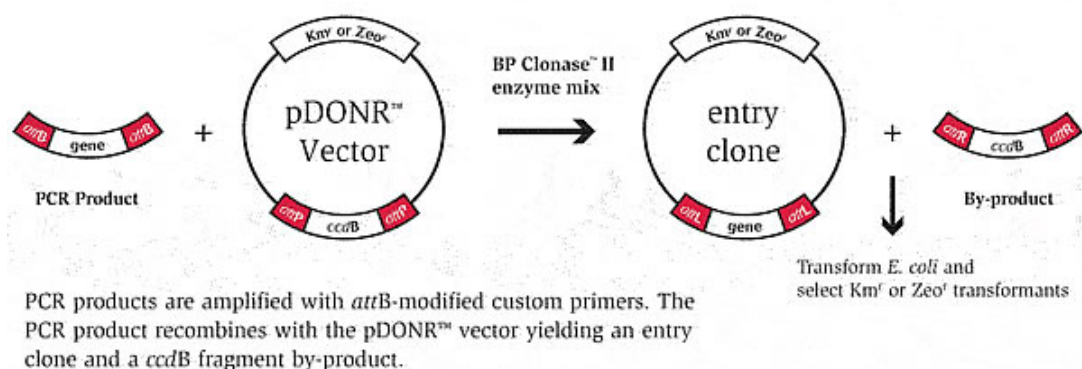 Kmʳ or Zeoʳ
Kmʳ or Zeoʳ
BP Clonase™ II
enzyme mix
attB
gene
attB
+
pDONR™
Vector
entry
clone
+
attR
ccdB
attR
PCR Product
By-product
attP
ccdB
attP
attL
gene
attL
Transform E. coli and
select Kmʳ or Zeoʳ transformants
PCR products are amplified with attB-modified custom primers. The
PCR product recombines with the pDONR™ vector yielding an entry
clone and a ccdB fragment by-product.